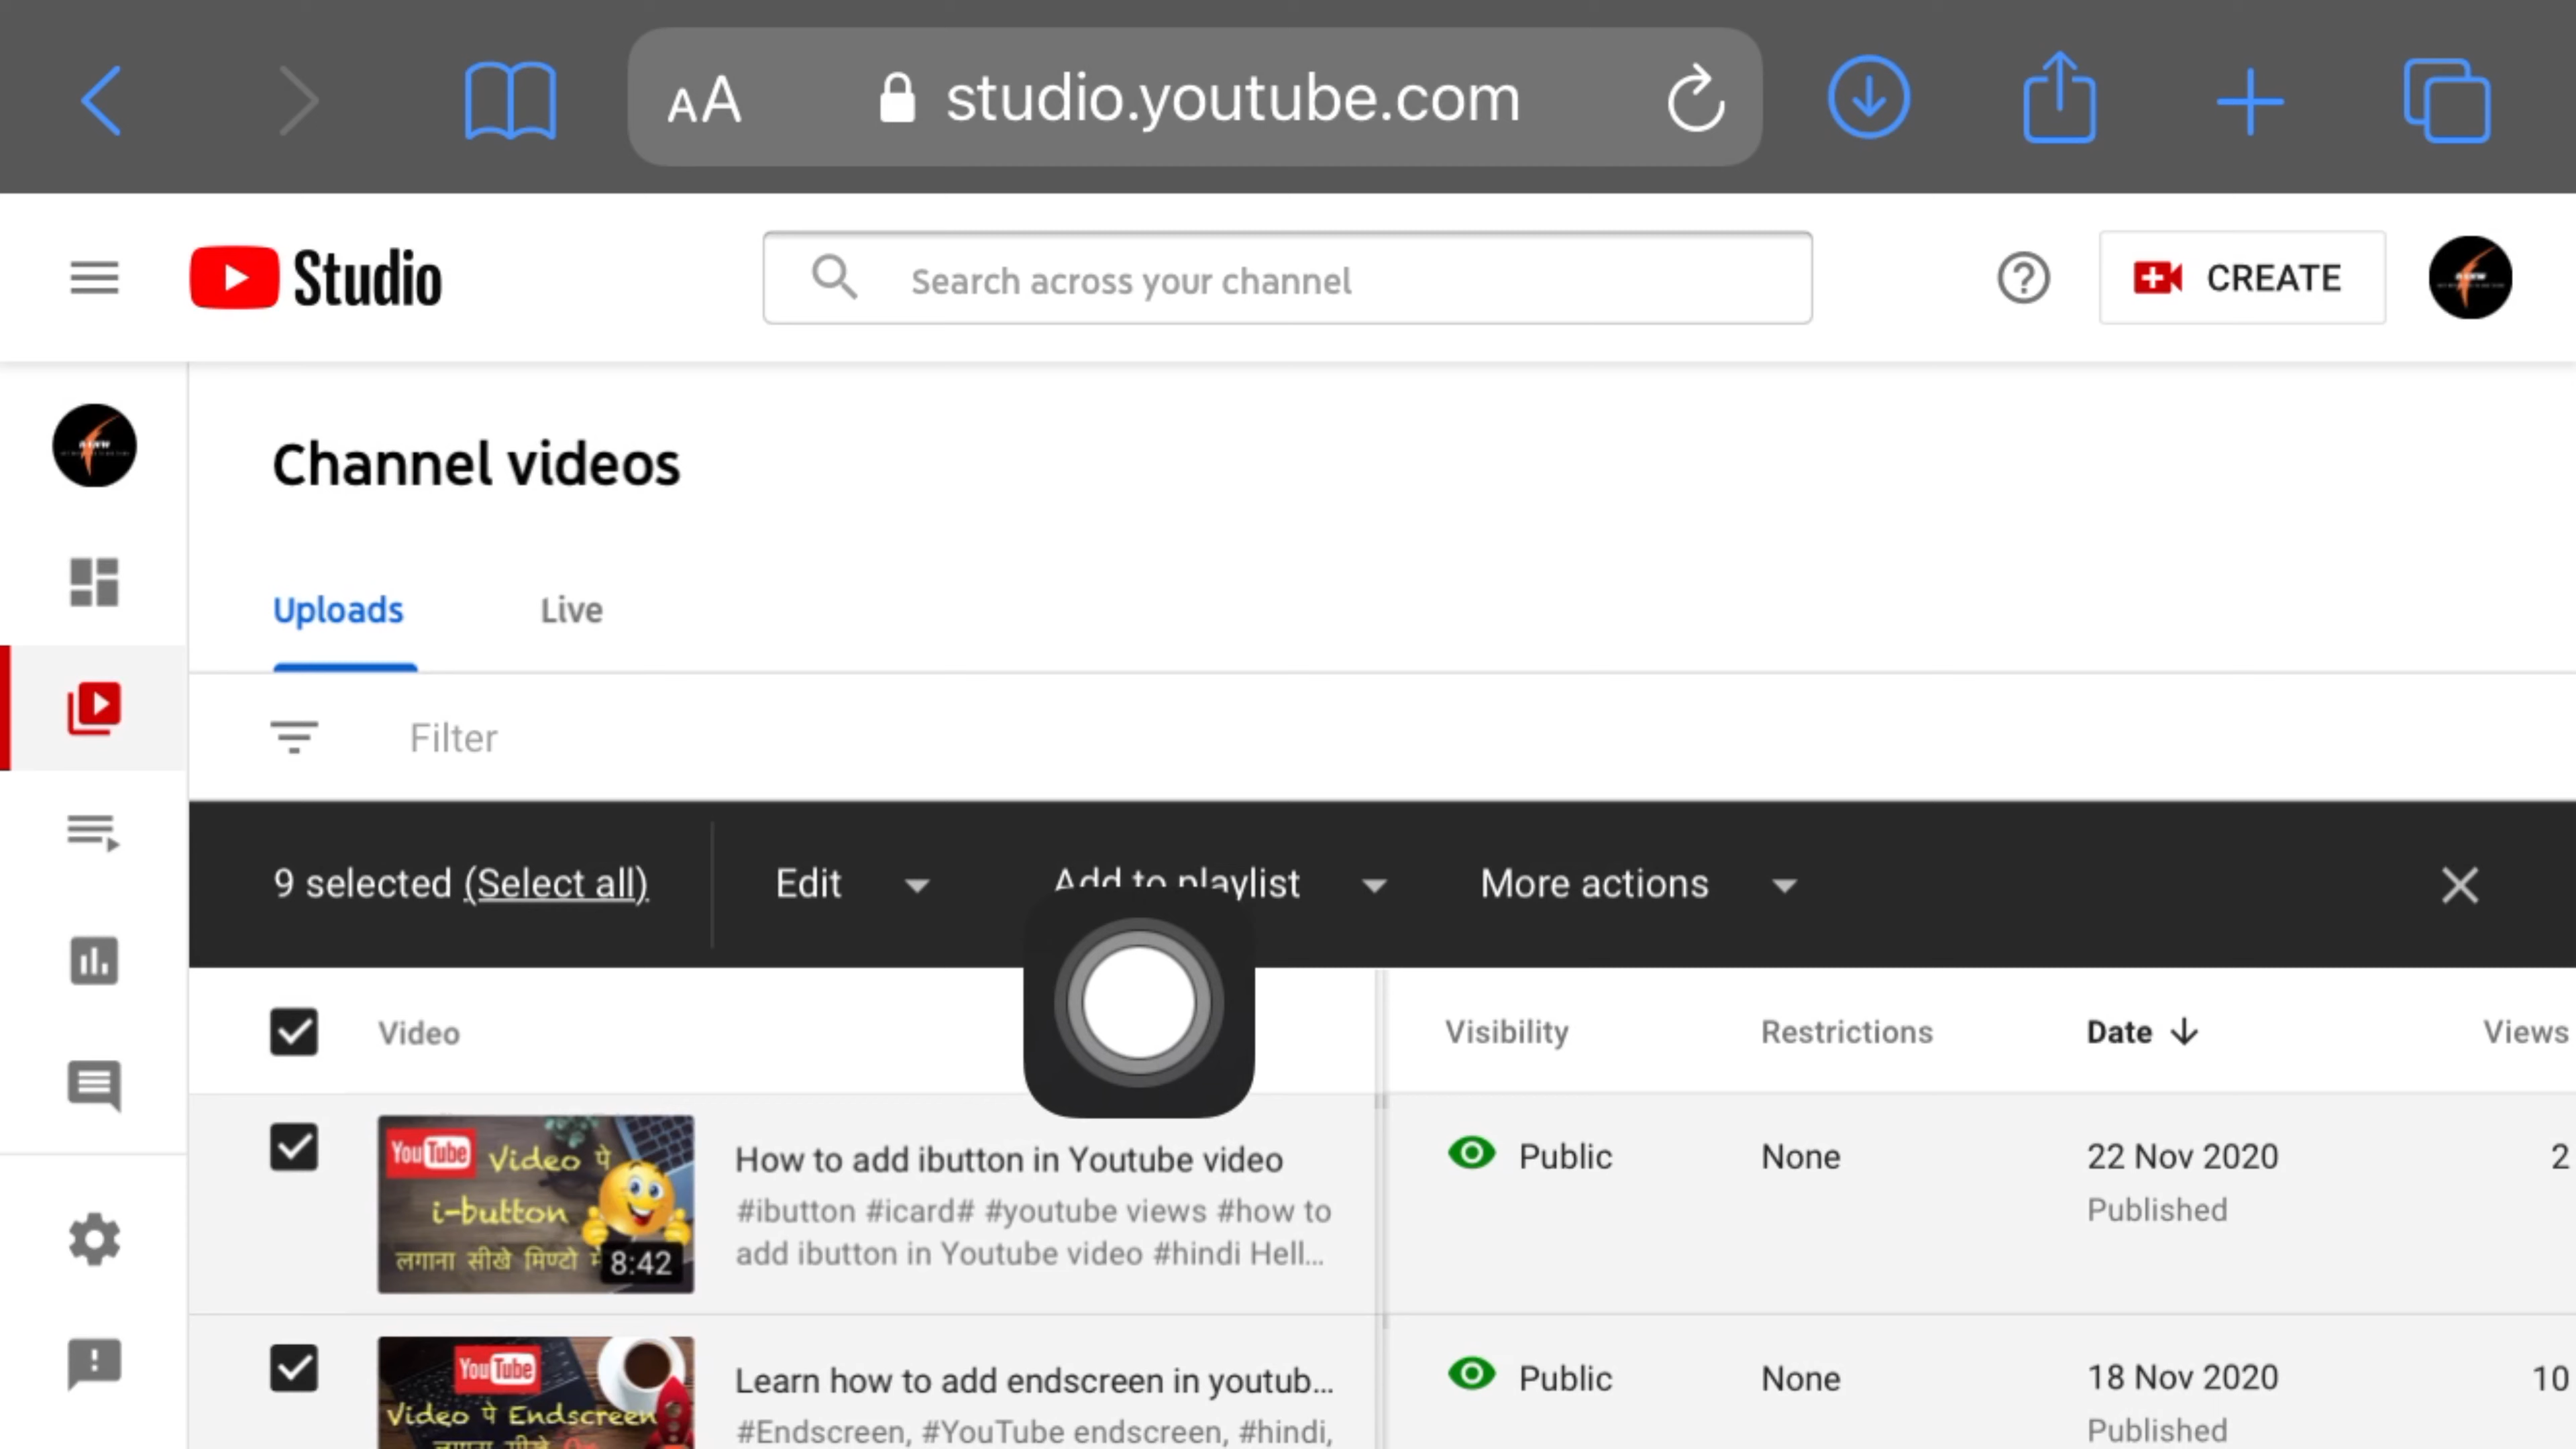 AA studio.youtube.com
Studio
Search across your channel
CREATE
Channel videos
Uploads Live
Filter
9 selected (Select all) Edit Add to playlist More actions
Video Visibility Restrictions Date Views
YouTube Video पे
i-button
लगाना सीखे मिण्टो
8:42
How to add ibutton in Youtube video
#ibutton #icard# #youtube views #how to
add ibutton in Youtube video #hindi Hell...
Public None 22 Nov 2020 2
Published
YouTube
Video पे Endscreen
Learn how to add endscreen in youtub...
#Endscreen, #YouTube endscreen, #hindi,
Public None 18 Nov 2020 10
Published